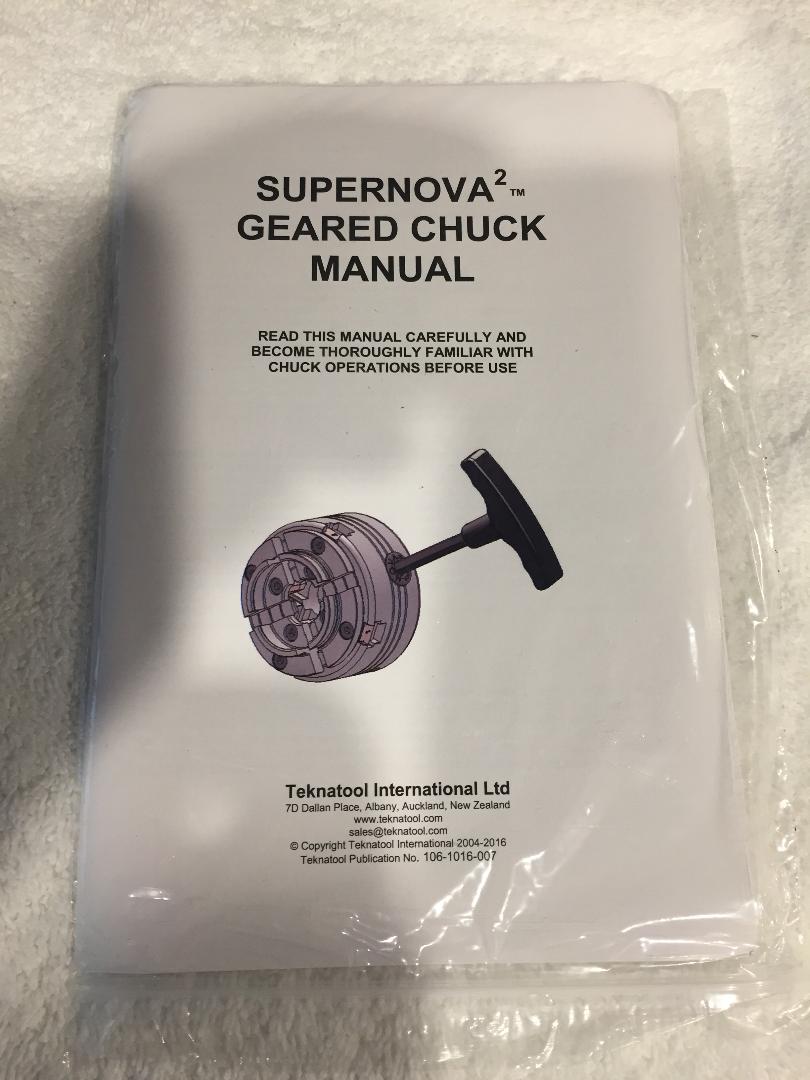 SUPERNOVA²™
GEARED CHUCK
MANUAL
READ THIS MANUAL CAREFULLY AND
BECOME THOROUGHLY FAMILIAR WITH
CHUCK OPERATIONS BEFORE USE
Teknatool International Ltd
7D Dallan Place, Albany, Auckland, New Zealand
www.teknatool.com
sales@teknatool.com
© Copyright Teknatool International 2004-2016
Teknatool Publication No. 106-1016-007